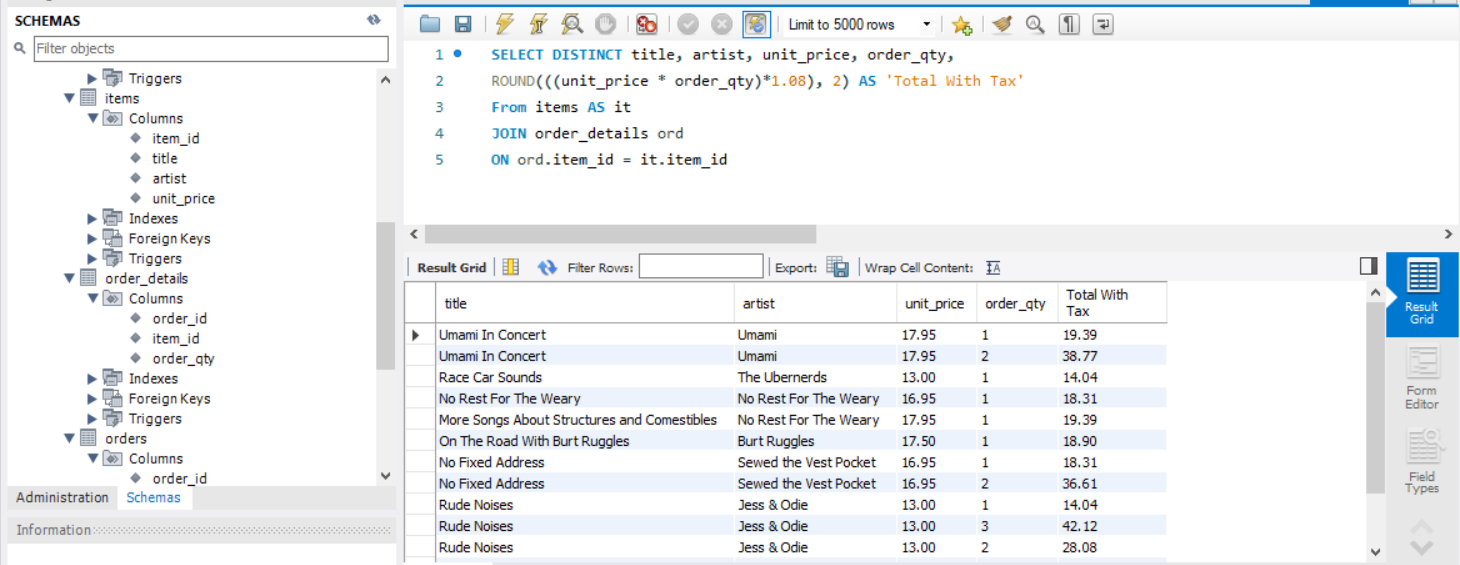 SCHEMAS
Filter objects
Triggers
items
Columns
item_id
title
artist
unit_price
Indexes
Foreign Keys
Triggers
order_details
Columns
order_id
item_id
order_qty
Indexes
Foreign Keys
Triggers
orders
Columns
order_id
Administration Schemas
Information
Limit to 5000 rows
1 SELECT DISTINCT title, artist, unit_price, order_qty,
2 ROUND(((unit_price * order_qty)*1.08), 2) AS 'Total With Tax'
3 From items AS it
4 JOIN order_details ord
5 ON ord.item_id = it.item_id
Result Grid Filter Rows: Export: Wrap Cell Content:
title artist unit_price order_qty Total With Tax
Umami In Concert Umami 17.95 1 19.39
Umami In Concert Umami 17.95 2 38.77
Race Car Sounds The Ubernerds 13.00 1 14.04
No Rest For The Weary No Rest For The Weary 16.95 1 18.31
More Songs About Structures and Comestibles No Rest For The Weary 17.95 1 19.39
On The Road With Burt Ruggles Burt Ruggles 17.50 1 18.90
No Fixed Address Sewed the Vest Pocket 16.95 1 18.31
No Fixed Address Sewed the Vest Pocket 16.95 2 36.61
Rude Noises Jess & Odie 13.00 1 14.04
Rude Noises Jess & Odie 13.00 3 42.12
Rude Noises Jess & Odie 13.00 2 28.08
Result
Grid
Form
Editor
Field
Types